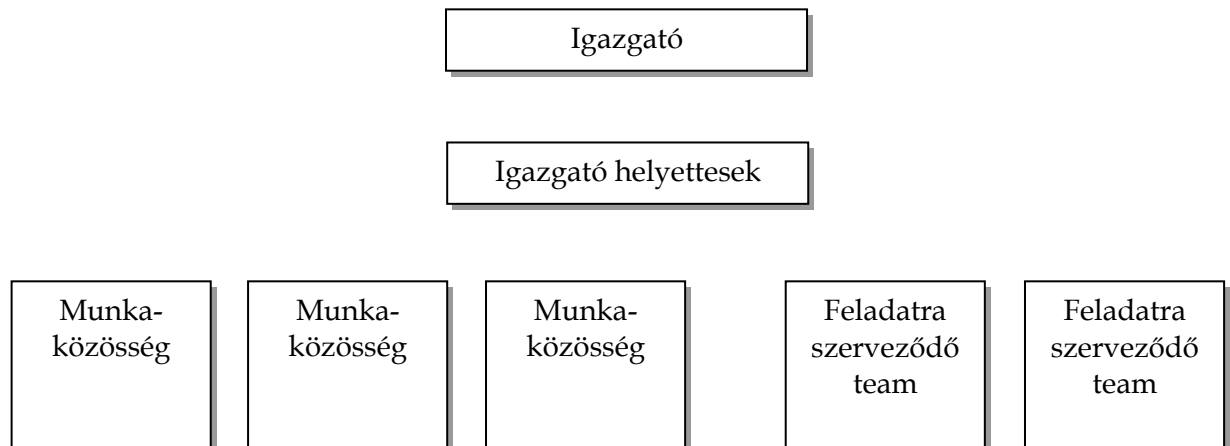 Igazgató
Igazgató helyettesek
Munka-
közösség
Munka-
közösség
Munka-
közösség
Feladatra
szerveződő
team
Feladatra
szerveződő
team